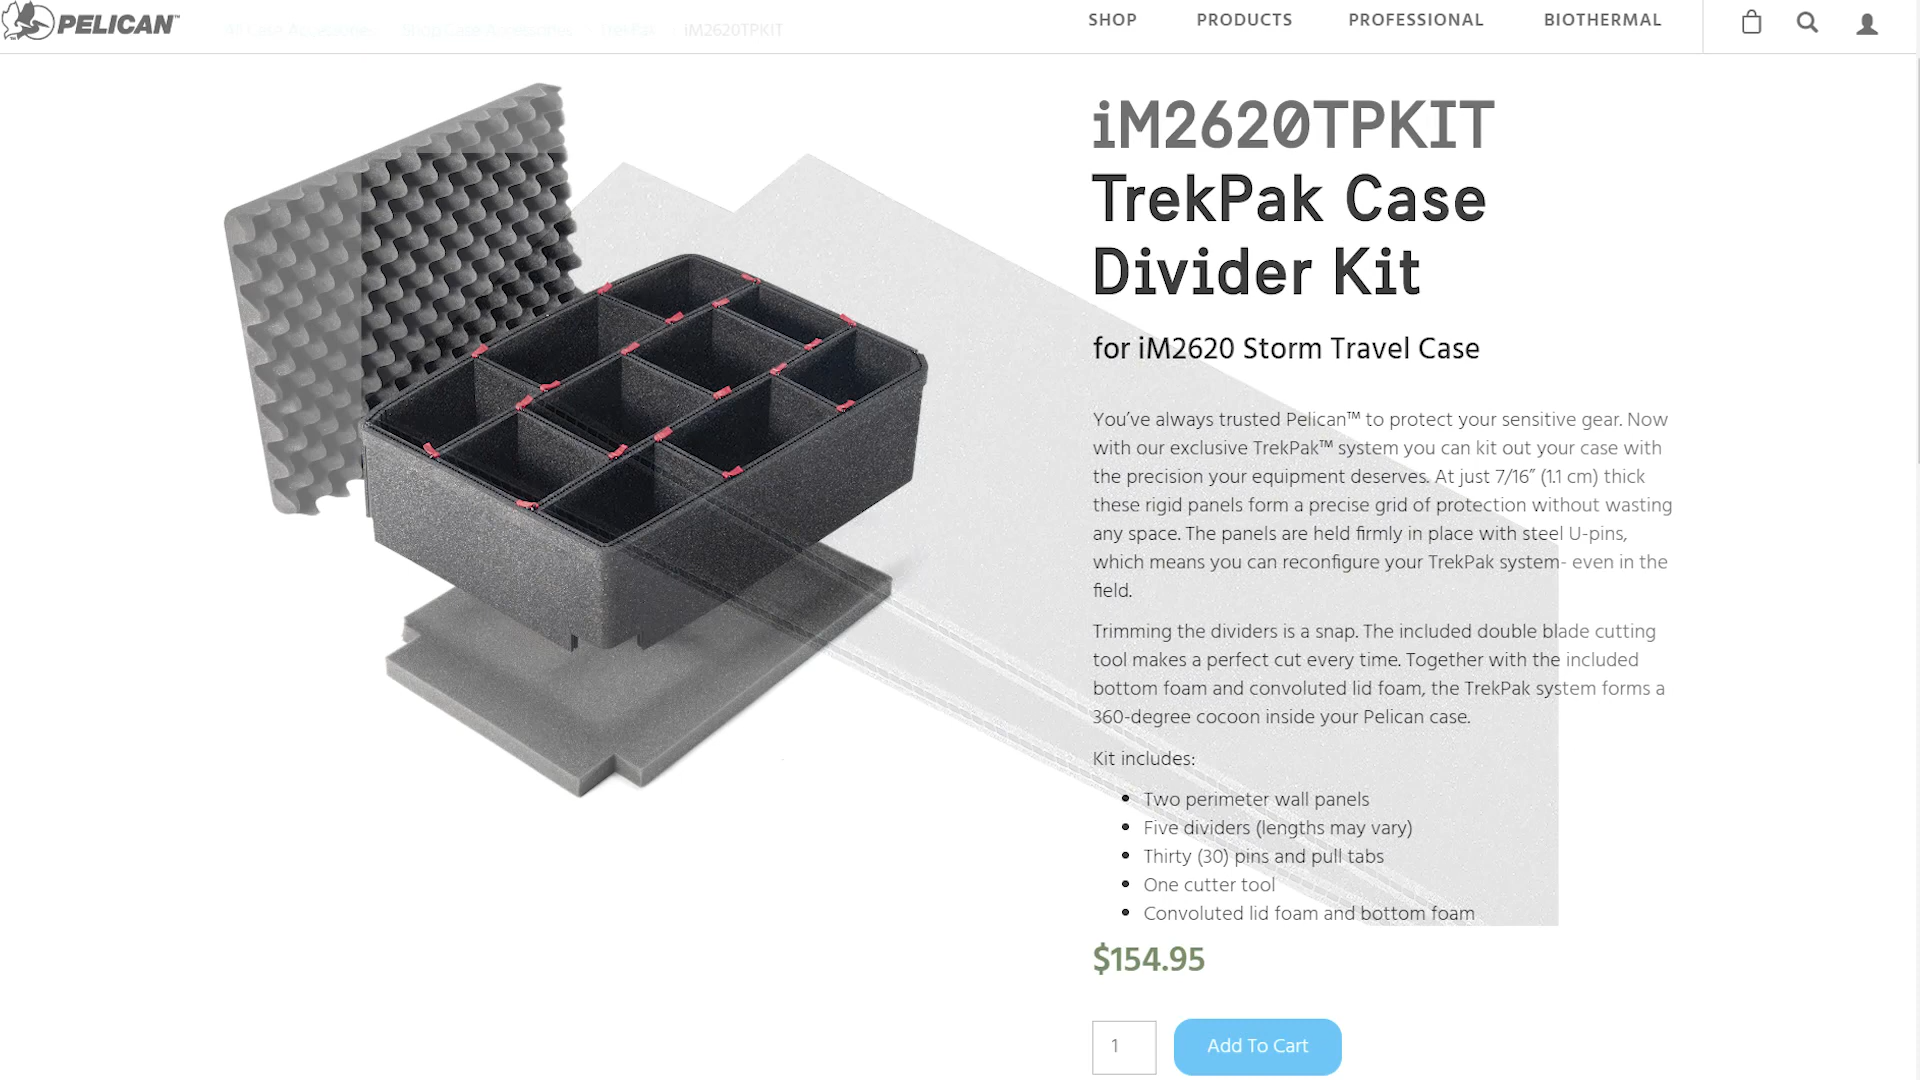 PELICAN™
All Case Accessories Shop Case Accessories TrekPak iM2620TPKIT
SHOP PRODUCTS PROFESSIONAL BIOTHERMAL
iM2620TPKIT
TrekPak Case
Divider Kit
for iM2620 Storm Travel Case
You’ve always trusted Pelican™ to protect your sensitive gear. Now
with our exclusive TrekPak™ system you can kit out your case with
the precision your equipment deserves. At just 7/16” (1.1 cm) thick
these rigid panels form a precise grid of protection without wasting
any space. The panels are held firmly in place with steel U-pins,
which means you can reconfigure your TrekPak system- even in the
field.
Trimming the dividers is a snap. The included double blade cutting
tool makes a perfect cut every time. Together with the included
bottom foam and convoluted lid foam, the TrekPak system forms a
360-degree cocoon inside your Pelican case.
Kit includes:
• Two perimeter wall panels
• Five dividers (lengths may vary)
• Thirty (30) pins and pull tabs
• One cutter tool
• Convoluted lid foam and bottom foam
$154.95
1 Add To Cart